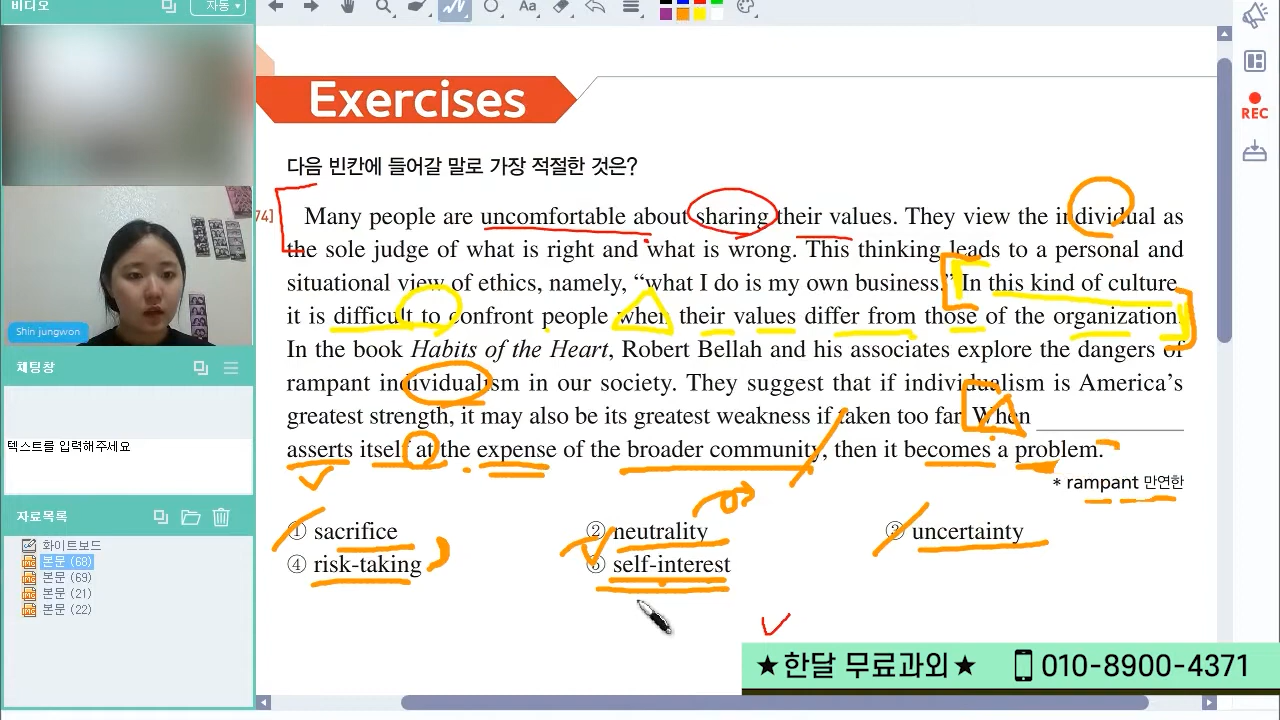 비디오
자동
Aa
REC
Exercises
다음 빈칸에 들어갈 말로 가장 적절한 것은?
74]
Many people are uncomfortable about sharing their values. They view the individual as
the sole judge of what is right and what is wrong. This thinking leads to a personal and
situational view of ethics, namely, “what I do is my own business.” In this kind of culture,
it is difficult to confront people when their values differ from those of the organization.
In the book Habits of the Heart, Robert Bellah and his associates explore the dangers of
rampant individualism in our society. They suggest that if individualism is America’s
greatest strength, it may also be its greatest weakness if taken too far. When ____________
asserts itself at the expense of the broader community, then it becomes a problem.
* rampant 만연한
① sacrifice ② neutrality ③ uncertainty
④ risk-taking ⑤ self-interest
Shin jungwon
채팅창
텍스트를 입력해주세요
자료목록
화이트보드
본문 (68)
본문 (69)
본문 (21)
본문 (22)
★한달 무료과외★ 010-8900-4371